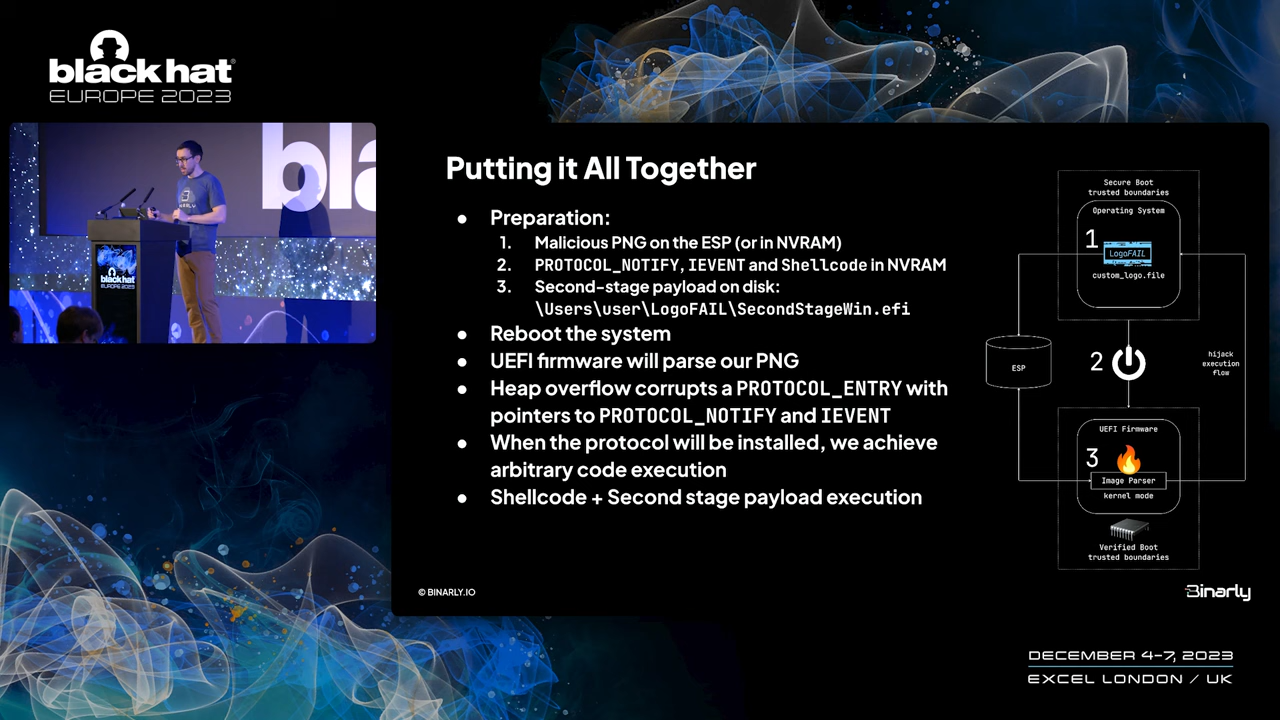 black hat
EUROPE 2023
bla
black hat
EUROPE 2023
Putting it All Together
● Preparation:
1. Malicious PNG on the ESP (or in NVRAM)
2. PROTOCOL_NOTIFY, IEVENT and Shellcode in NVRAM
3. Second-stage payload on disk:
\Users\user\LogoFAIL\SecondStageWin.efi
● Reboot the system
● UEFI firmware will parse our PNG
● Heap overflow corrupts a PROTOCOL_ENTRY with
pointers to PROTOCOL_NOTIFY and IEVENT
● When the protocol will be installed, we achieve
arbitrary code execution
● Shellcode + Second stage payload execution
Secure Boot
trusted boundaries
Operating System
1
LogoFAIL
custom_logo.file
ESP
2
hijack
execution
flow
UEFI Firmware
3
Image Parser
kernel mode
Verified Boot
trusted boundaries
© BINARLY.IO
Binarly
DECEMBER 4-7, 2023
EXCEL LONDON / UK